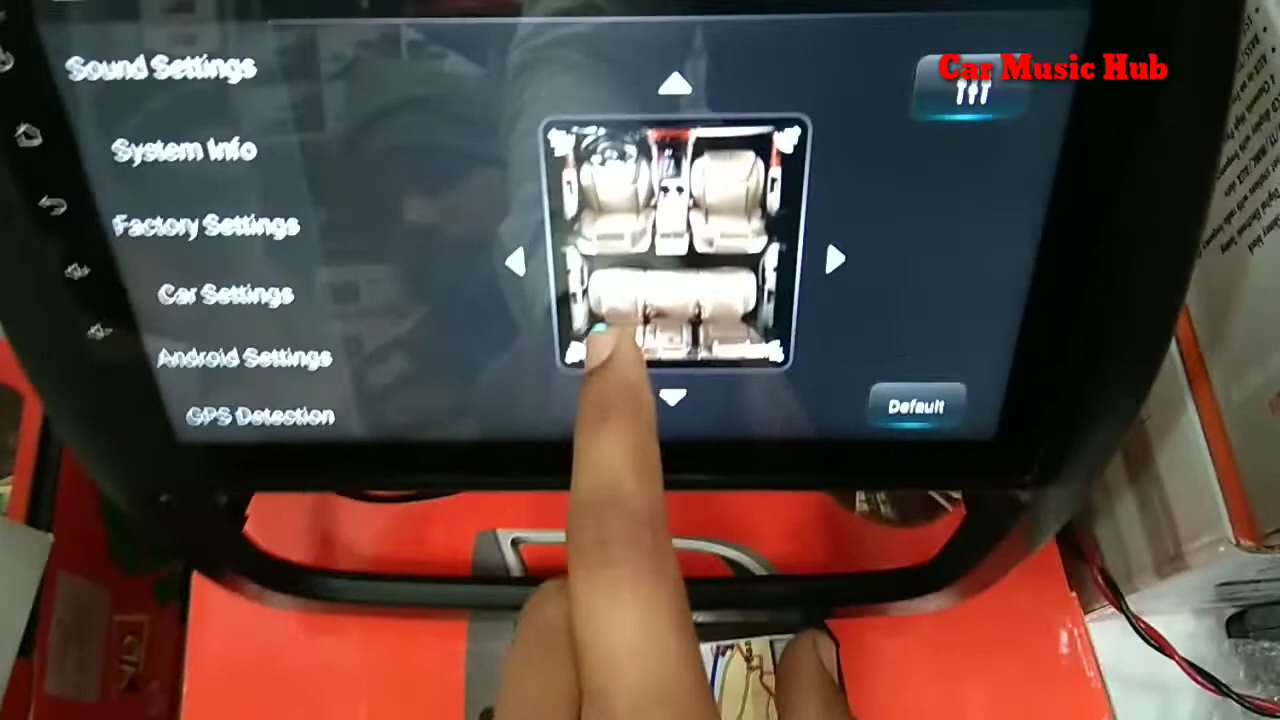 Sound Settings
Car Music Hub
System Info
Factory Settings
Car Settings
Android Settings
Default
GPS Detection